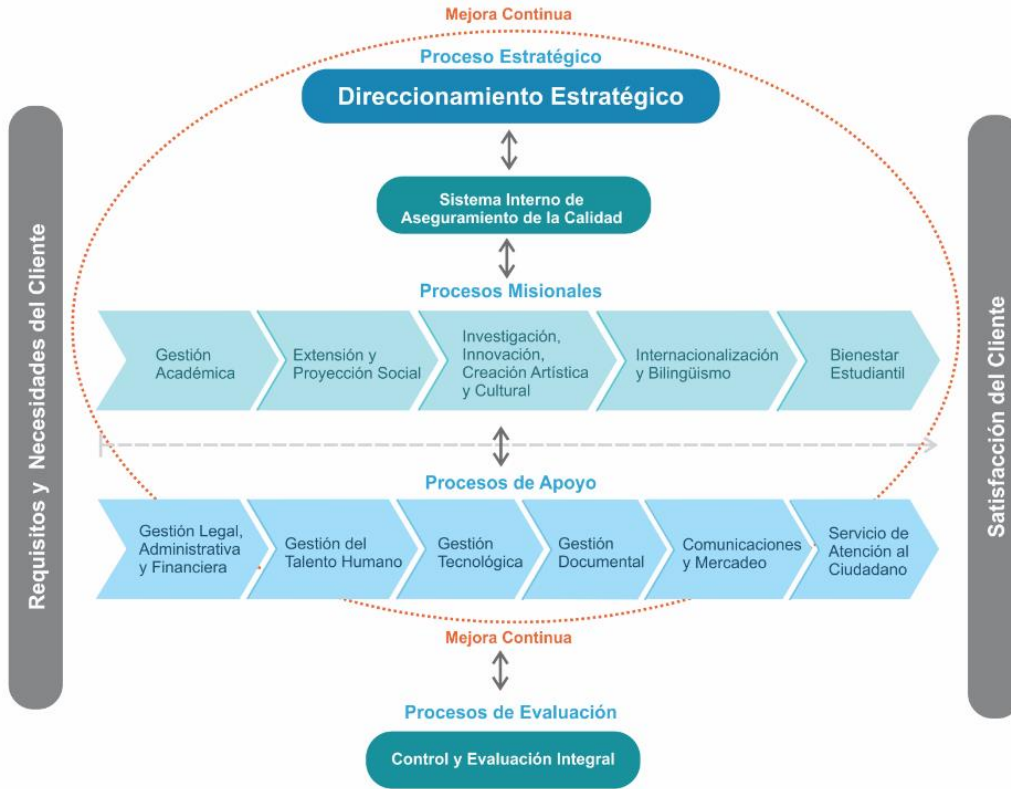 Mejora Continua
Proceso Estratégico
Direccionamiento Estratégico
Sistema Interno de
Aseguramiento de la Calidad
Requisitos y Necesidades del Cliente
Procesos Misionales
Gestión
Académica
Extensión y
Proyección Social
Investigación,
Innovación,
Creación Artística
y Cultural
Internacionalización
y Bilingüismo
Bienestar
Estudiantil
Satisfacción del Cliente
Procesos de Apoyo
Gestión Legal,
Administrativa
y Financiera
Gestión del
Talento Humano
Gestión
Tecnológica
Gestión
Documental
Comunicaciones
y Mercadeo
Servicio de
Atención al
Ciudadano
Mejora Continua
Procesos de Evaluación
Control y Evaluación Integral